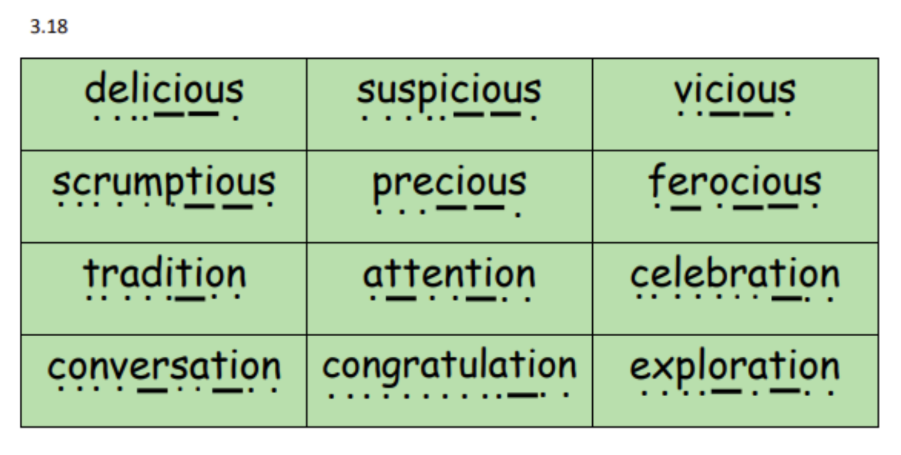 3.18
delicious suspicious vicious
scrumptious precious ferocious
tradition attention celebration
conversation congratulation exploration